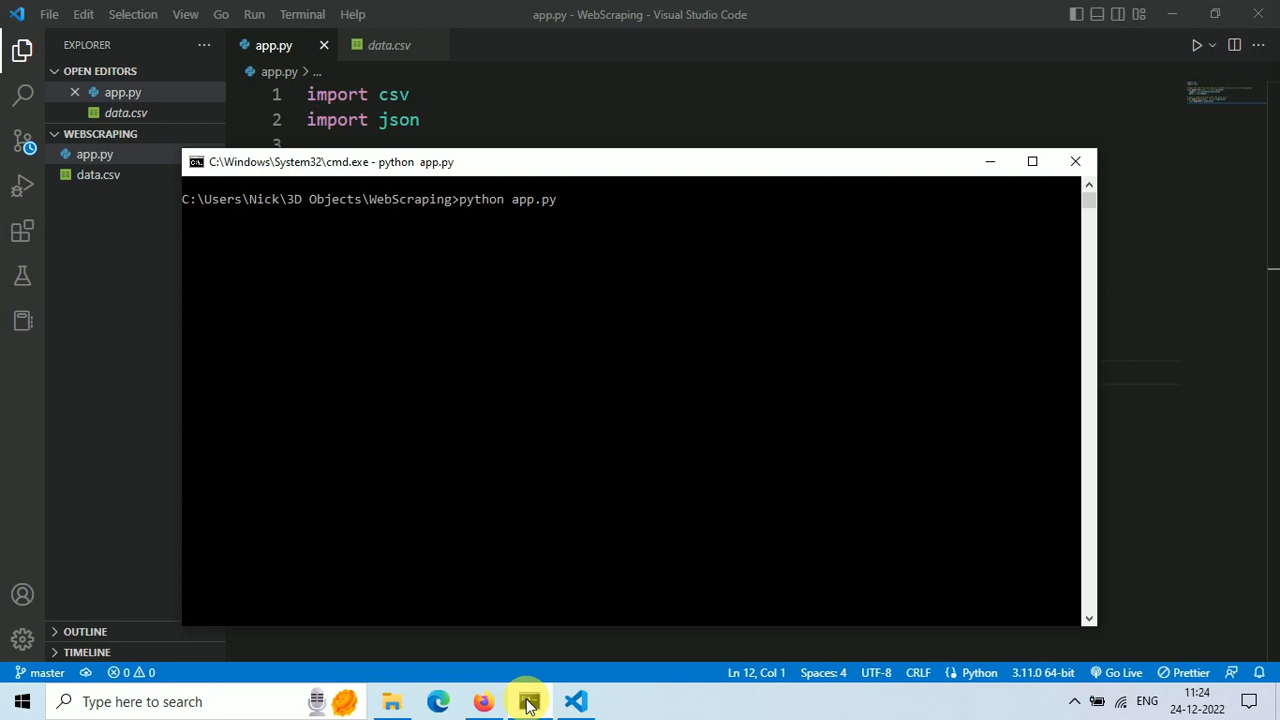 File Edit Selection View Go Run Terminal Help
app.py - WebScraping - Visual Studio Code
EXPLORER
OPEN EDITORS
app.py
data.csv
WEBSCRAPING
app.py
data.csv
OUTLINE
TIMELINE
app.py data.csv
app.py > ...
1 import csv
2 import json
3
C:\Windows\System32\cmd.exe - python  app.py
C:\Users\Nick\3D Objects\WebScraping>python app.py
master 0 0 Ln 12, Col 1 Spaces: 4 UTF-8 CRLF Python 3.11.0 64-bit Go Live Prettier
Type here to search
ENG 11:24
24-12-2022